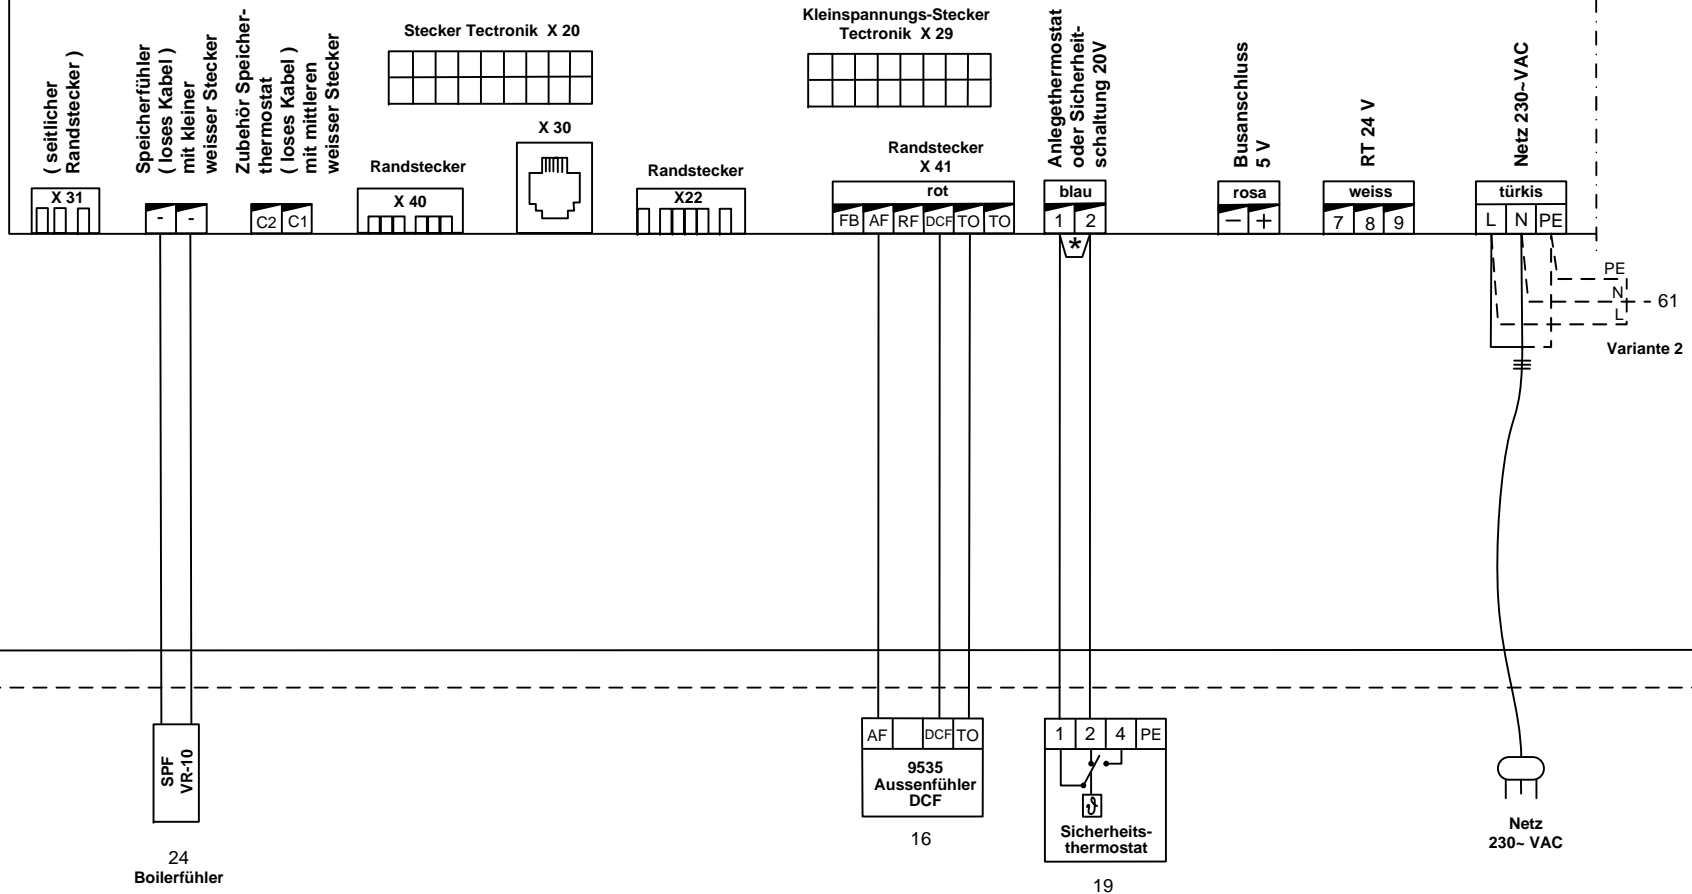 ( seitlicher
Randstecker )
X 31
Speicherfühler
( loses Kabel )
mit kleiner
weisser Stecker
- -
Zubehör Speicher-
thermostat
( loses Kabel )
mit mittleren
weisser Stecker
C2 C1
Stecker Tectronik X 20
Randstecker
X 40
X 30
Randstecker
X22
Kleinspannungs-Stecker
Tectronik X 29
Randstecker
X 41
rot
FB AF RF DCF TO TO
Anlegethermostat
oder Sicherheit-
schaltung 20V
blau
1 2
*
Busanschluss
5 V
rosa
− +
RT 24 V
weiss
7 8 9
Netz 230~VAC
türkis
L N PE
PE
N
L
61
Variante 2
SPF
VR-10
24
Boilerfühler
AF DCF TO
9535
Aussenfühler
DCF
16
1 2 4 PE
ϑ
Sicherheits-
thermostat
19
Netz
230~ VAC